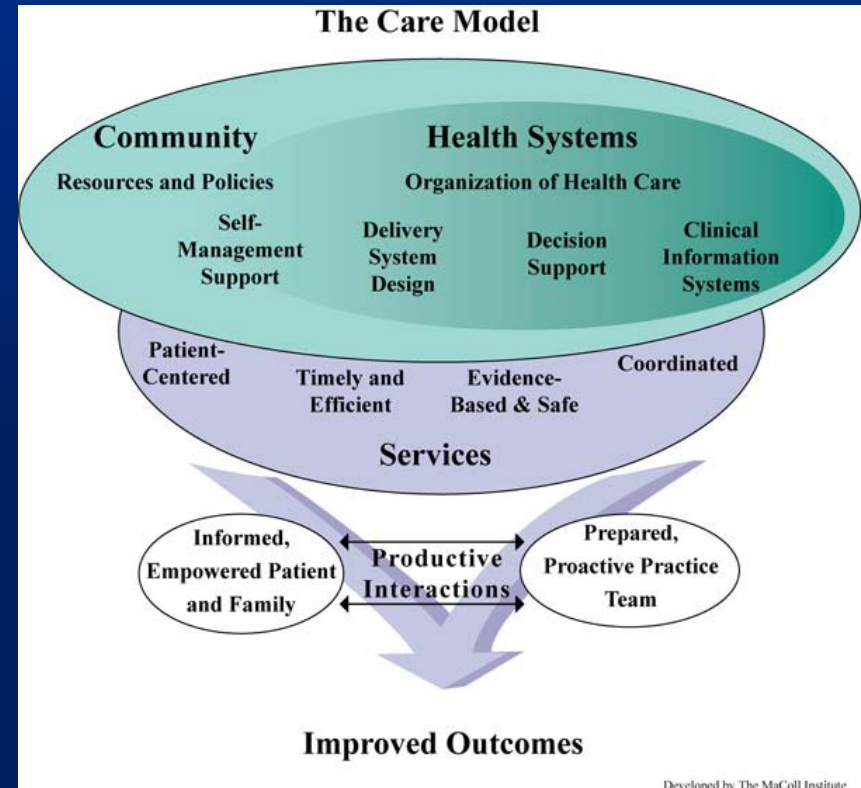 The Care Model
Community
Health Systems
Resources and Policies
Organization of Health Care
Self-
Management
Support
Delivery
System
Design
Decision
Support
Clinical
Information
Systems
Patient-
Centered
Timely and
Efficient
Evidence-
Based & Safe
Coordinated
Services
Informed,
Empowered Patient
and Family
Productive
Interactions
Prepared,
Proactive Practice
Team
Improved Outcomes
Developed by The MaColl Institute